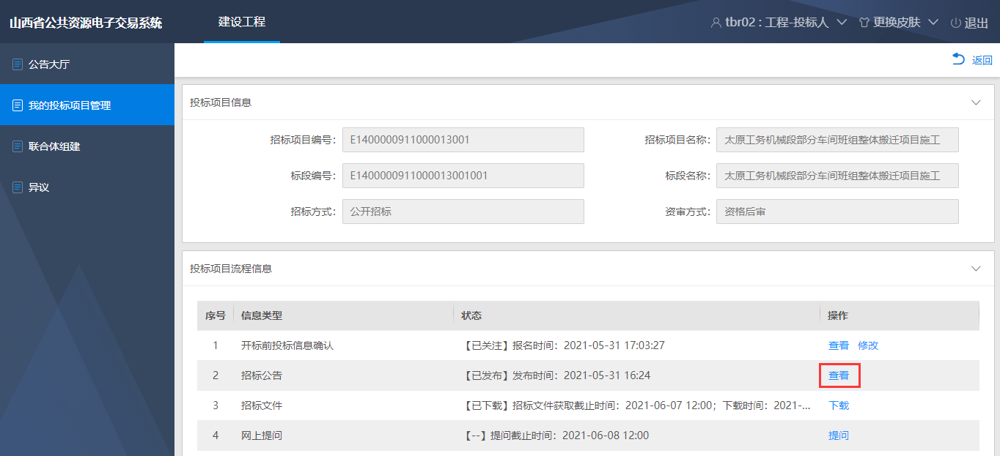 山西省公共资源电子交易系统
建设工程
tbr02 : 工程-投标人
更换皮肤
退出
公告大厅
我的投标项目管理
联合体组建
异议
返回
投标项目信息
招标项目编号： E1400000911000013001
招标项目名称： 太原工务机械段部分车间班组整体搬迁项目施工
标段编号： E1400000911000013001001
标段名称： 太原工务机械段部分车间班组整体搬迁项目施工
招标方式： 公开招标
资审方式： 资格后审
投标项目流程信息
序号 信息类型 状态 操作
1 开标前投标信息确认 【已关注】报名时间：2021-05-31 17:03:27 查看 修改
2 招标公告 【已发布】发布时间：2021-05-31 16:24 查看
3 招标文件 【已下载】招标文件获取截止时间：2021-06-07 12:00；下载时间：2021-... 下载
4 网上提问 【--】提问截止时间：2021-06-08 12:00 提问